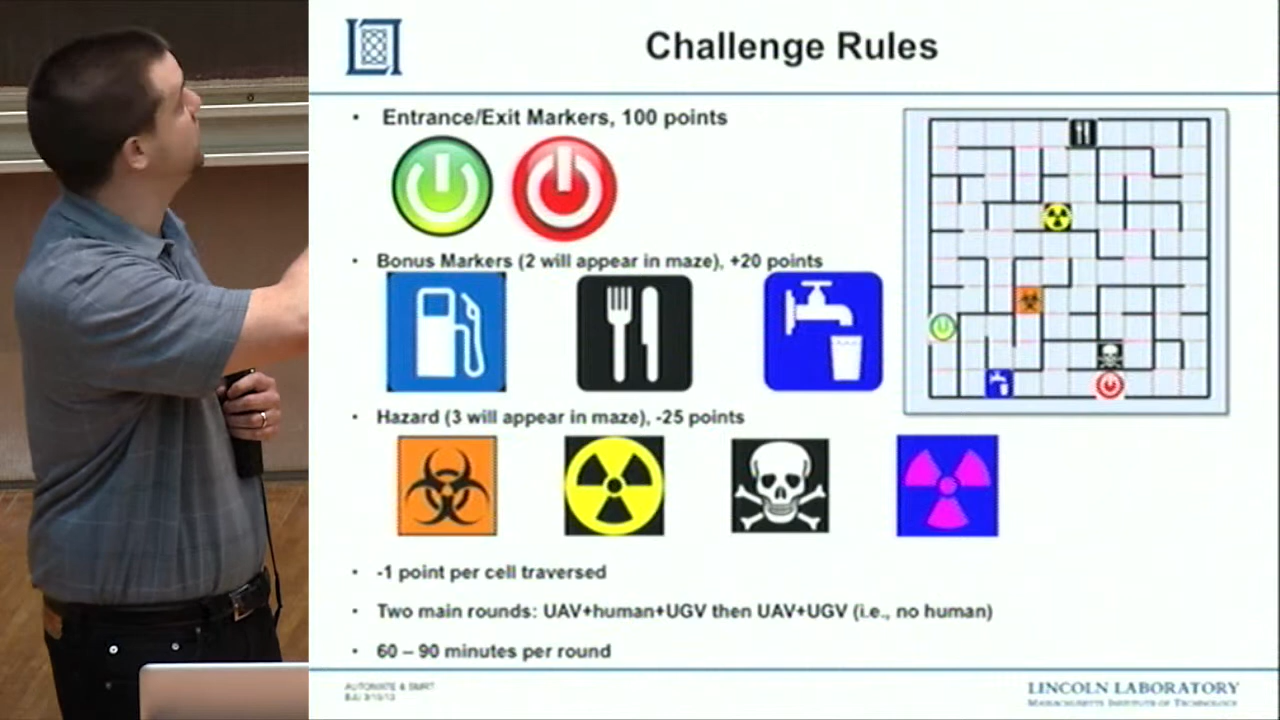 Challenge Rules
• Entrance/Exit Markers, 100 points
• Bonus Markers (2 will appear in maze), +20 points
• Hazard (3 will appear in maze), -25 points
• -1 point per cell traversed
• Two main rounds: UAV+human+UGV then UAV+UGV (i.e., no human)
• 60 – 90 minutes per round
AUTOMATE & SMRT
LINCOLN LABORATORY
MASSACHUSETTS INSTITUTE OF TECHNOLOGY